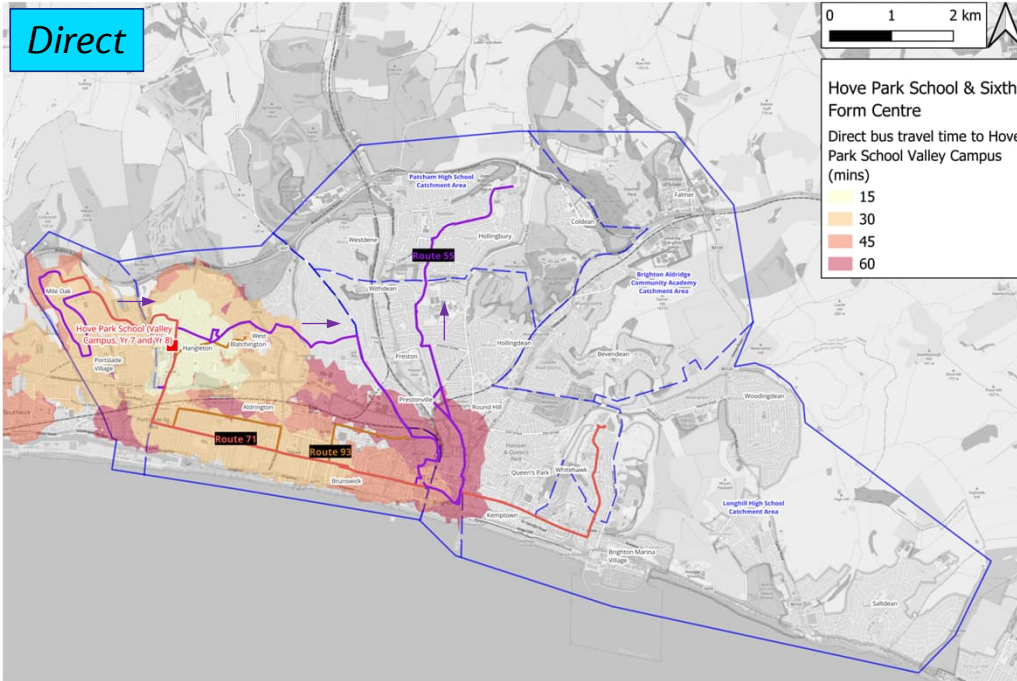 Direct
0 1 2 km
Hove Park School & Sixth
Form Centre
Direct bus travel time to Hove
Park School Valley Campus
(mins)
15
30
45
60
Patcham High School
Catchment Area
Coldean
Falmer
Westdene
Hollingbury
Route 55
Withdean
Brighton Aldridge
Community Academy
Catchment Area
Mile Oak
Hove Park School (Valley
Campus, Yr 7 and Yr 8)
West
Blatchington
Hangleton
Portslade
Village
Preston
Hollingdean
Bevendean
Prestonville
Round Hill
Woodingdean
Aldrington
Route 71
Route 93
Brunswick
Queen's Park
Whitehawk
Kemptown
Longhill High School
Catchment Area
Brighton Marina
Village
Saltdean